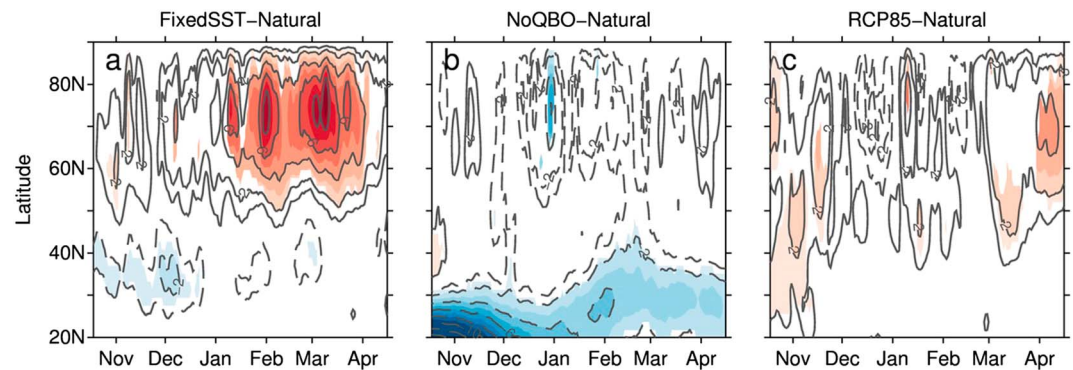 FixedSST−Natural
NoQBO−Natural
RCP85−Natural
a
b
c
Latitude
80N
60N
40N
20N
Nov Dec Jan Feb Mar Apr
Nov Dec Jan Feb Mar Apr
Nov Dec Jan Feb Mar Apr